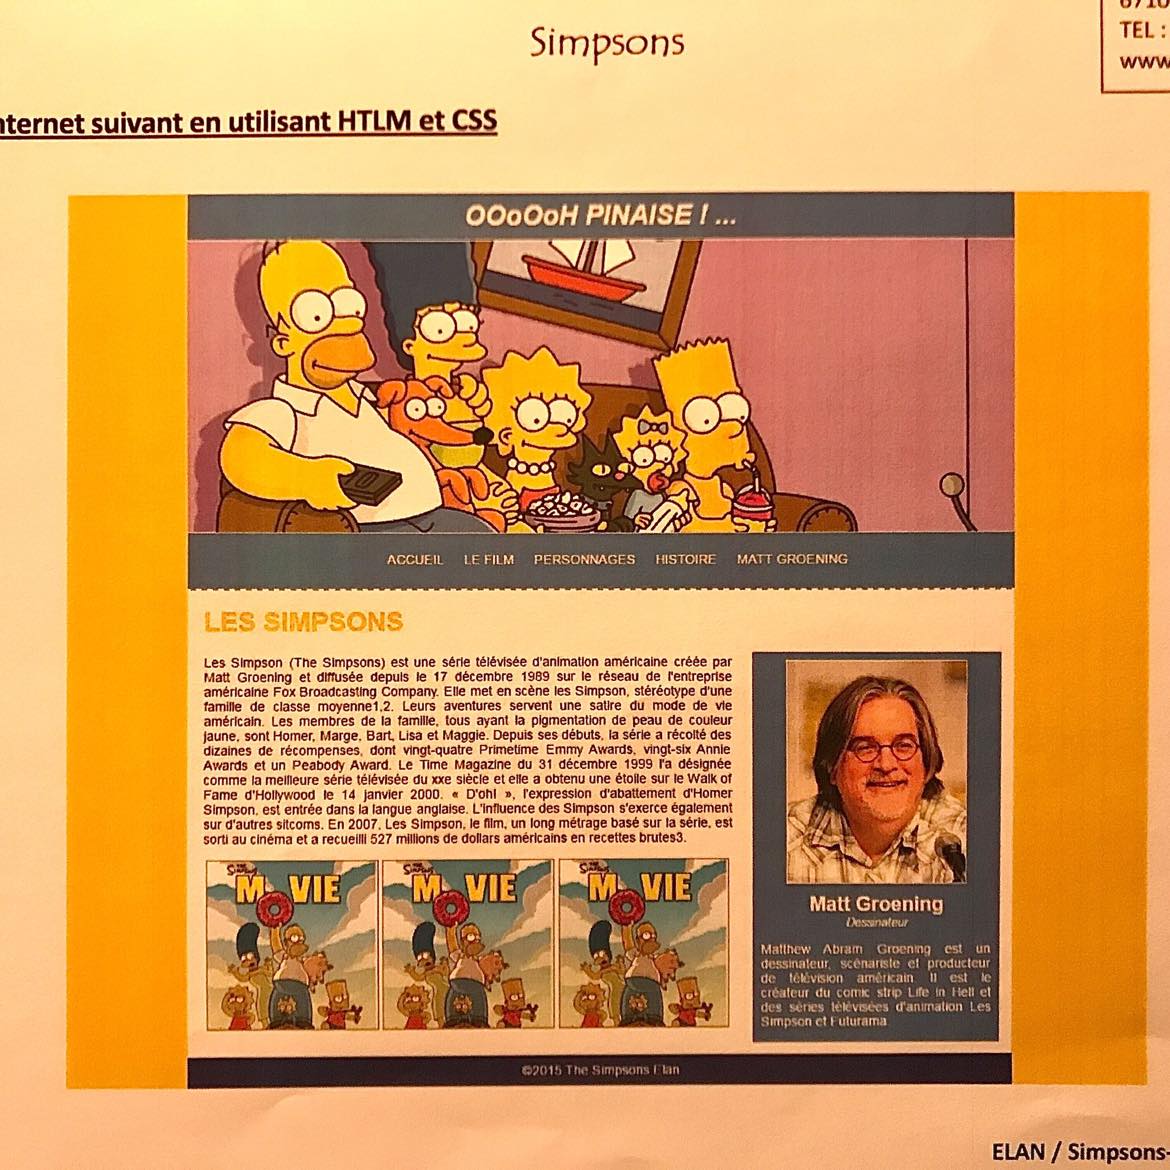 6710
TEL :
www
Simpsons
nternet suivant en utilisant HTLM et CSS
OOoOoH PINAISE ! ...
ACCUEIL LE FILM PERSONNAGES HISTOIRE MATT GROENING
LES SIMPSONS
Les Simpson (The Simpsons) est une série télévisée d'animation américaine créée par
Matt Groening et diffusée depuis le 17 décembre 1989 sur le réseau de l'entreprise
américaine Fox Broadcasting Company. Elle met en scène les Simpson, stéréotype d'une
famille de classe moyenne1,2. Leurs aventures servent une satire du mode de vie
américain. Les membres de la famille, tous ayant la pigmentation de peau de couleur
jaune, sont Homer, Marge, Bart, Lisa et Maggie. Depuis ses débuts, la série a récolté des
dizaines de récompenses, dont vingt-quatre Primetime Emmy Awards, vingt-six Annie
Awards et un Peabody Award. Le Time Magazine du 31 décembre 1999 l'a désignée
comme la meilleure série télévisée du xxe siècle et elle a obtenu une étoile sur le Walk of
Fame d'Hollywood le 14 janvier 2000. « D'oh! », l'expression d'abattement d'Homer
Simpson, est entrée dans la langue anglaise. L'influence des Simpson s'exerce également
sur d'autres sitcoms. En 2007, Les Simpson, le film, un long métrage basé sur la série, est
sorti au cinéma et a recueilli 527 millions de dollars américains en recettes brutes3.
THE SIMPSONS MOVIE
THE SIMPSONS MOVIE
THE SIMPSONS MOVIE
Matt Groening
Dessinateur
Matthew Abram Groening est un
dessinateur, scénariste et producteur
de télévision américain Il est le
créateur du comic strip Life in Hell et
des séries télévisées d'animation Les
Simpson et Futurama
©2015 The Simpsons Elan
ELAN / Simpsons-